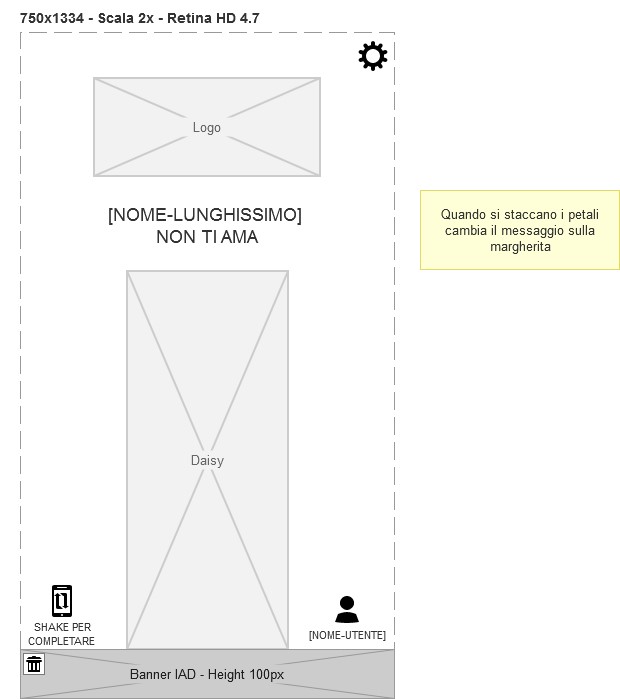 750x1334 - Scala 2x - Retina HD 4.7
Logo
[NOME-LUNGHISSIMO]
NON TI AMA
Quando si staccano i petali
cambia il messaggio sulla
margherita
Daisy
SHAKE PER
COMPLETARE
[NOME-UTENTE]
Banner IAD - Height 100px